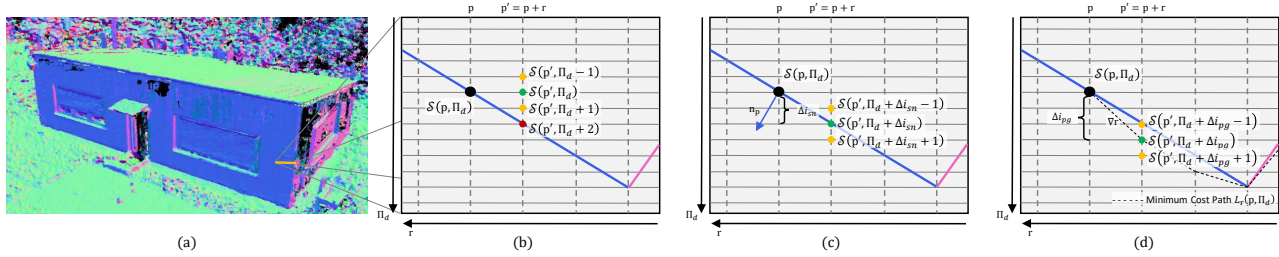 p p′ = p + r
𝒮(p′, Π_d − 1)
𝒮(p′, Π_d)
𝒮(p, Π_d)
𝒮(p′, Π_d + 1)
𝒮(p′, Π_d + 2)
Π_d
r
p p′ = p + r
𝒮(p, Π_d)
n_p
Δi_sn
𝒮(p′, Π_d + Δi_sn − 1)
𝒮(p′, Π_d + Δi_sn)
𝒮(p′, Π_d + Δi_sn + 1)
Π_d
r
p p′ = p + r
𝒮(p, Π_d)
Δi_pg
∇r
𝒮(p′, Π_d + Δi_pg − 1)
𝒮(p′, Π_d + Δi_pg)
𝒮(p′, Π_d + Δi_pg + 1)
Minimum Cost Path L_r(p, Π_d)
Π_d
r
(a) (b) (c) (d)